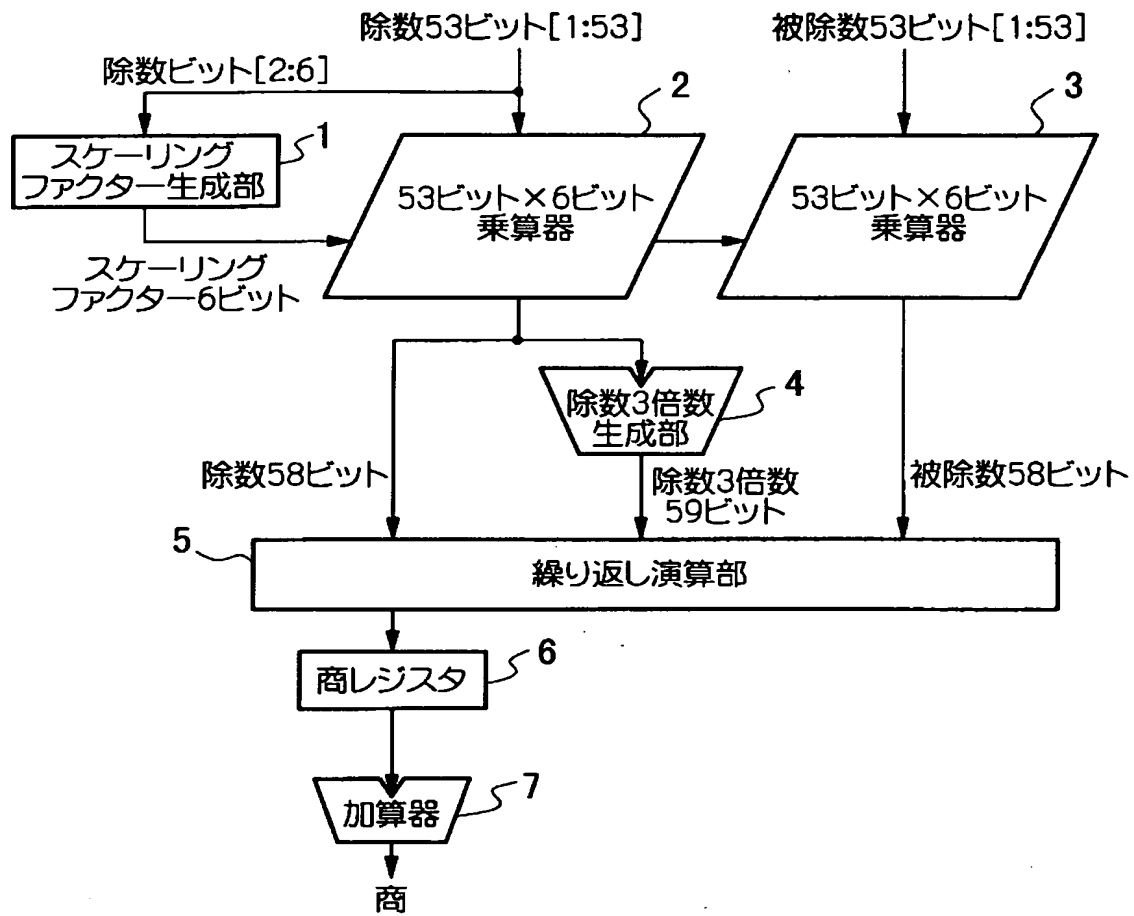 除数53ビット[1:53]
被除数53ビット[1:53]
除数ビット[2:6]
1
2
3
スケーリング
ファクター生成部
53ビット×6ビット
乗算器
53ビット×6ビット
乗算器
スケーリング
ファクター6ビット
4
除数3倍数
生成部
除数58ビット
除数3倍数
59ビット
被除数58ビット
5
繰り返し演算部
6
商レジスタ
7
加算器
商